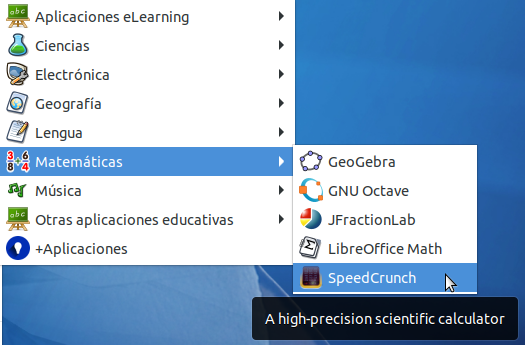 Aplicaciones eLearning
Ciencias
Electrónica
Geografía
Lengua
Matemáticas
Música
Otras aplicaciones educativas
+Aplicaciones
GeoGebra
GNU Octave
JFractionLab
LibreOffice Math
SpeedCrunch
A high-precision scientific calculator